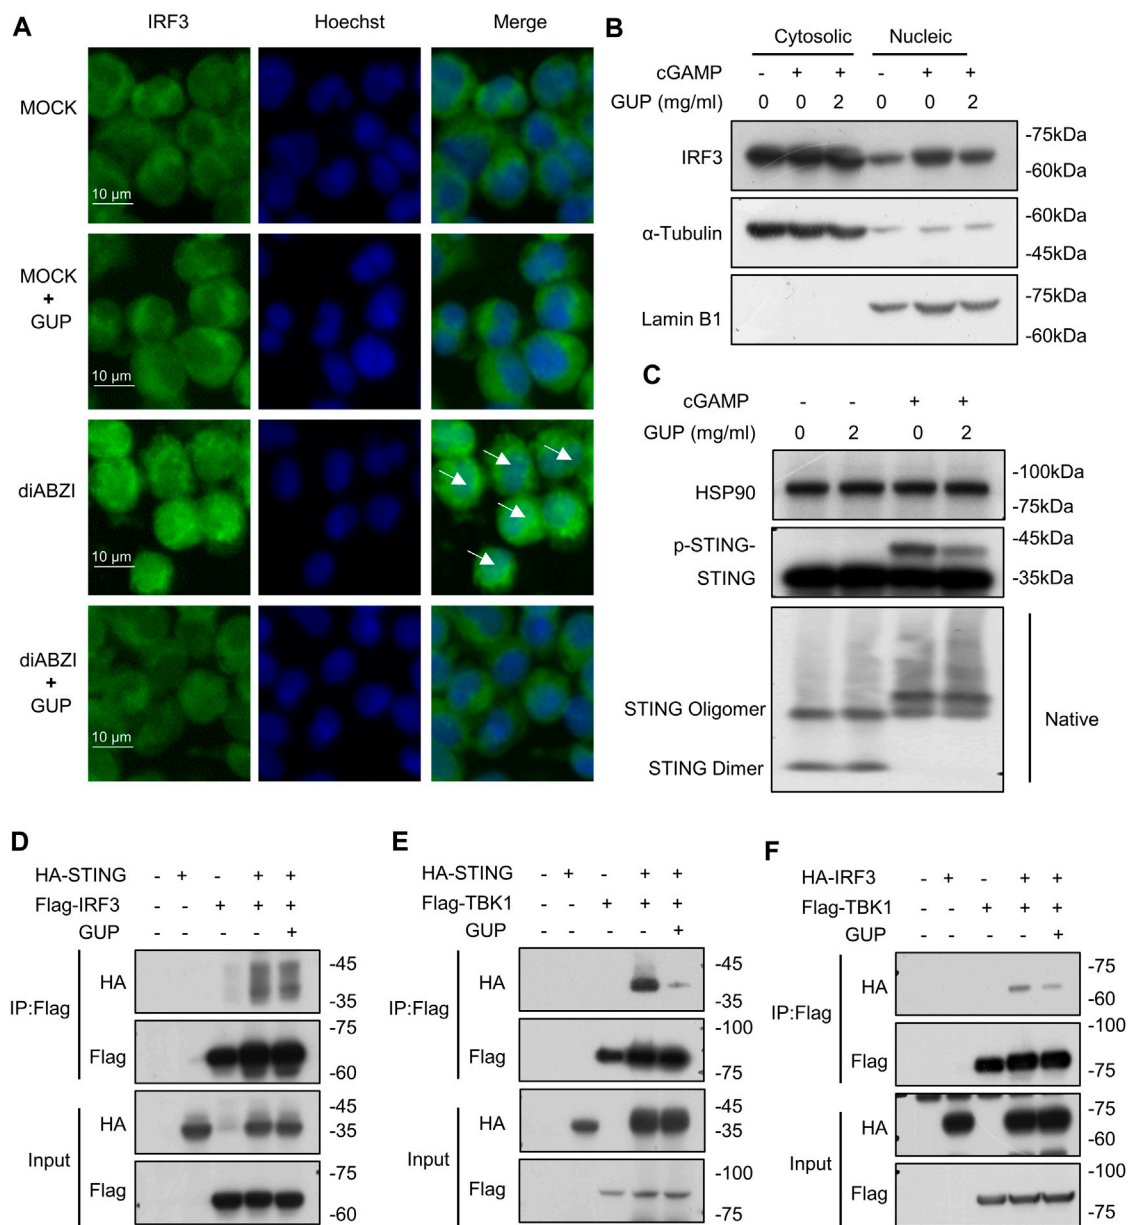 A
IRF3 Hoechst Merge
MOCK
10 μm
MOCK
+
GUP
10 μm
diABZI
10 μm
diABZI
+
GUP
10 μm
B
Cytosolic Nucleic
cGAMP - + + - + +
GUP (mg/ml) 0 0 2 0 0 2
IRF3 -75kDa
-60kDa
α-Tubulin -60kDa
-45kDa
Lamin B1 -75kDa
-60kDa
C
cGAMP - - + +
GUP (mg/ml) 0 2 0 2
HSP90 -100kDa
-75kDa
p-STING- -45kDa
STING -35kDa
STING Oligomer
STING Dimer
Native
D
HA-STING - + - + +
Flag-IRF3 - - + + +
GUP - - - - +
IP:Flag
HA -45
-35
Flag -75
-60
Input
HA -45
-35
Flag -75
-60
E
HA-STING - + - + +
Flag-TBK1 - - + + +
GUP - - - - +
IP:Flag
HA -45
-35
Flag -100
-75
Input
HA -45
-35
Flag -100
-75
F
HA-IRF3 - + - + +
Flag-TBK1 - - + + +
GUP - - - - +
IP:Flag
HA -75
-60
Flag -100
-75
Input
HA -75
-60
Flag -100
-75